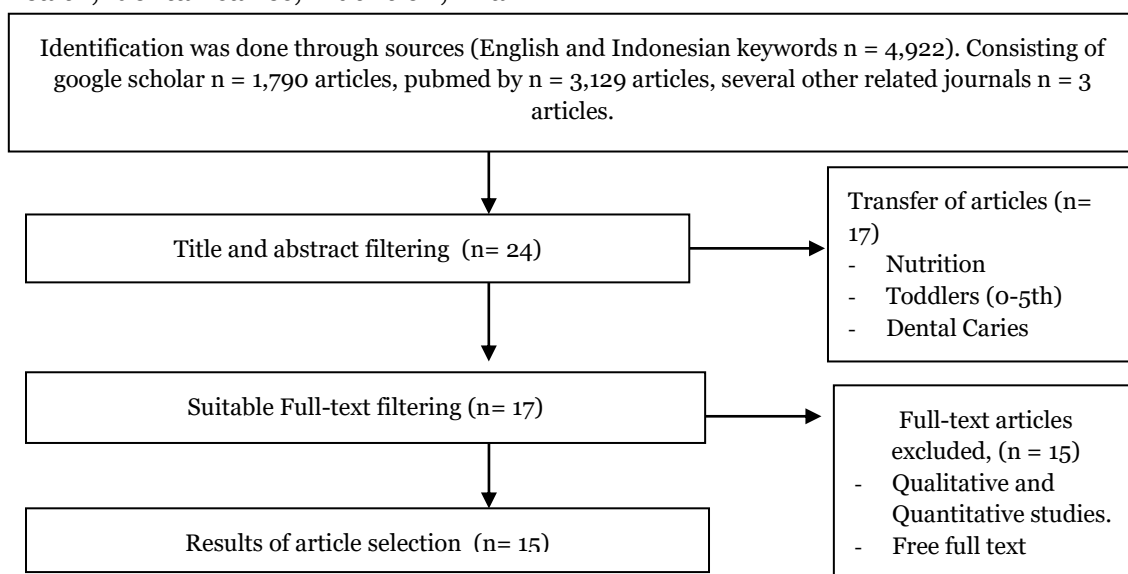 Identification was done through sources (English and Indonesian keywords n = 4,922). Consisting of
google scholar n = 1,790 articles, pubmed by n = 3,129 articles, several other related journals n = 3
articles.
Title and abstract filtering (n= 24)
Transfer of articles (n=
17)
- Nutrition
- Toddlers (0-5th)
- Dental Caries
Suitable Full-text filtering (n= 17)
Full-text articles
excluded, (n = 15)
- Qualitative and
Quantitative studies.
- Free full text
Results of article selection (n= 15)